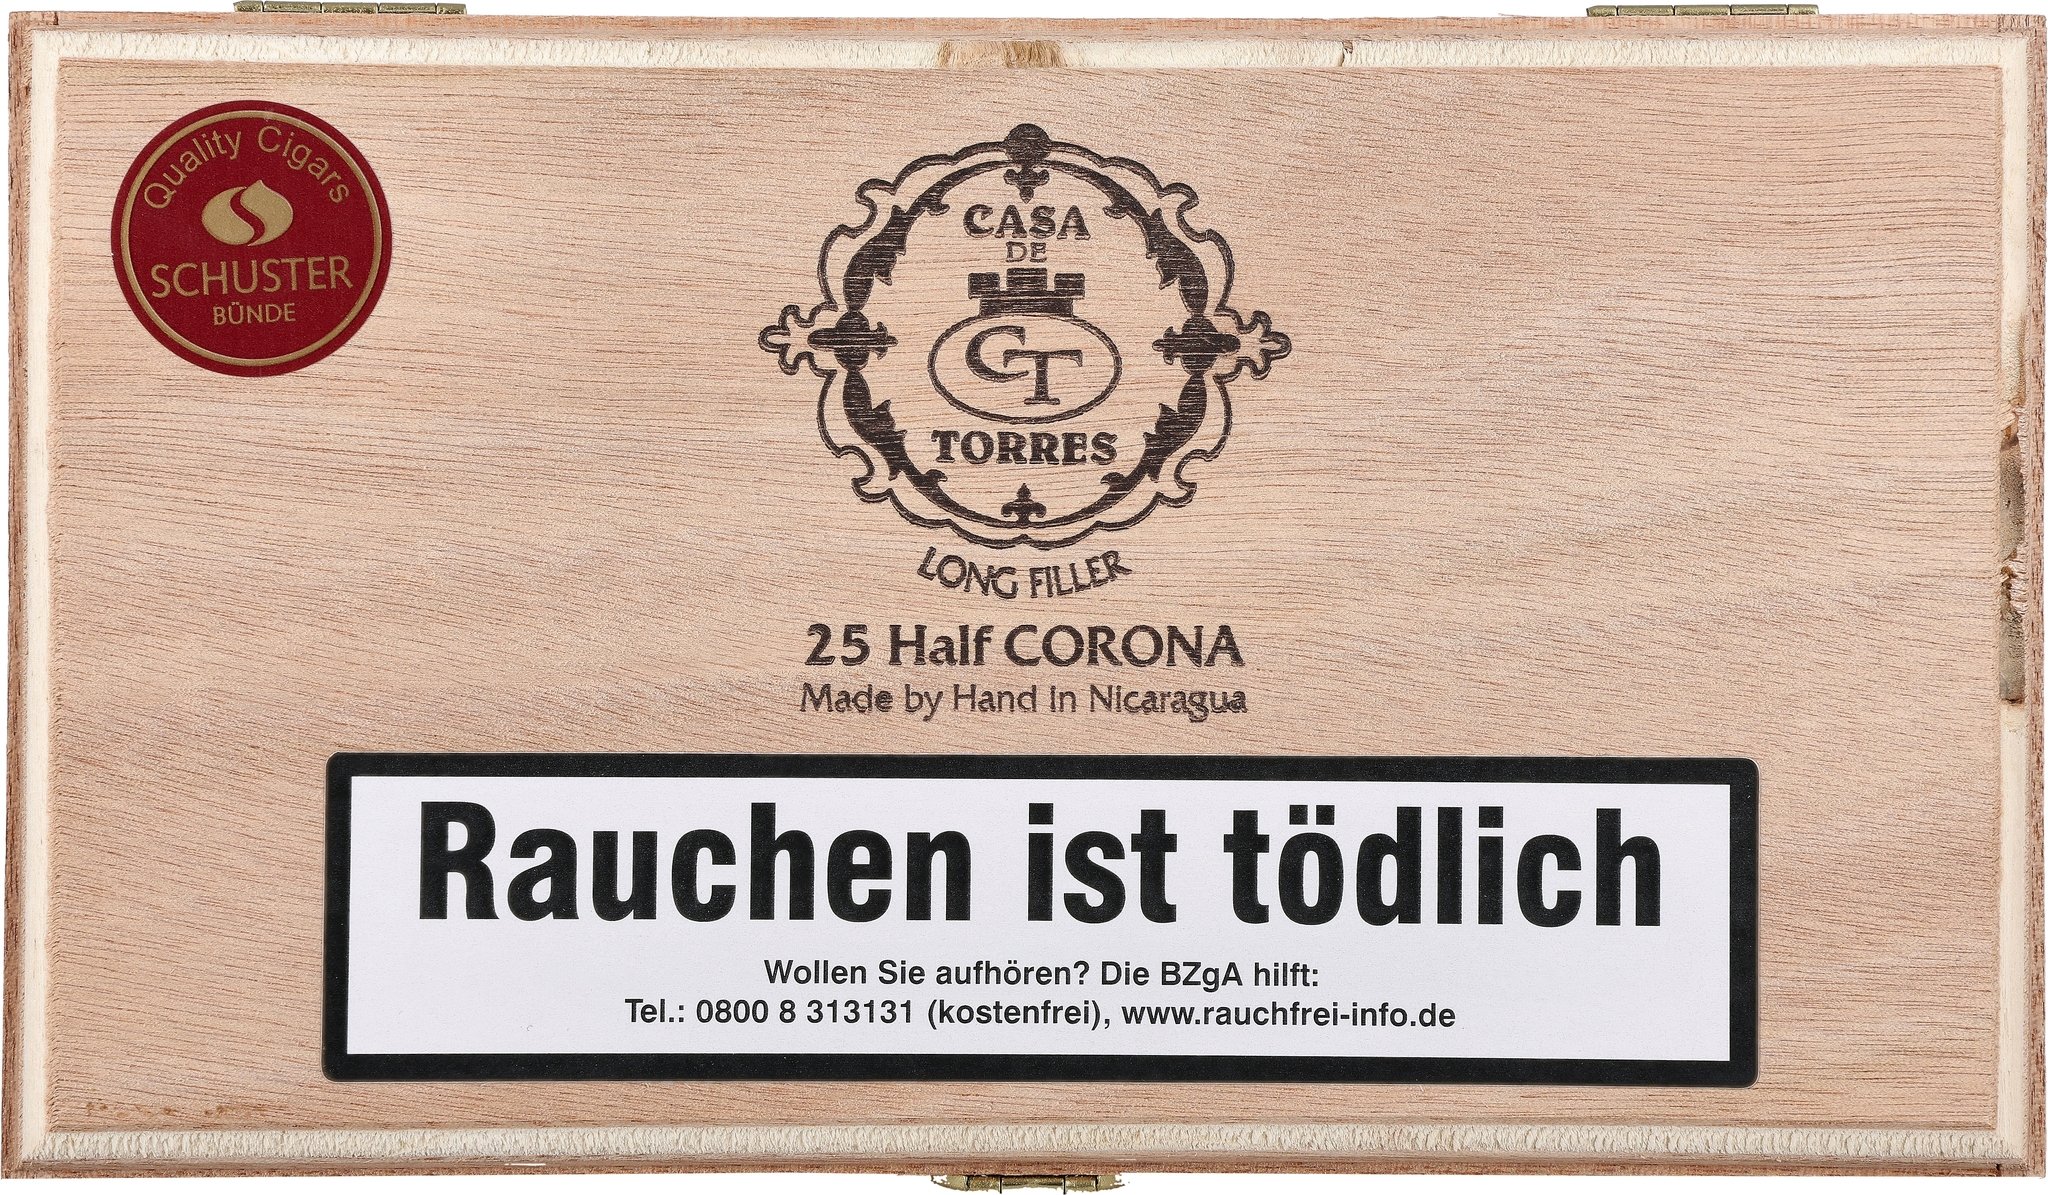 Quality Cigars
SCHUSTER
BÜNDE
CASA
DE
CT
TORRES
LONG FILLER
25 Half CORONA
Made by Hand In Nicaragua
Rauchen ist tödlich
Wollen Sie aufhören? Die BZgA hilft:
Tel.: 0800 8 313131 (kostenfrei), www.rauchfrei-info.de